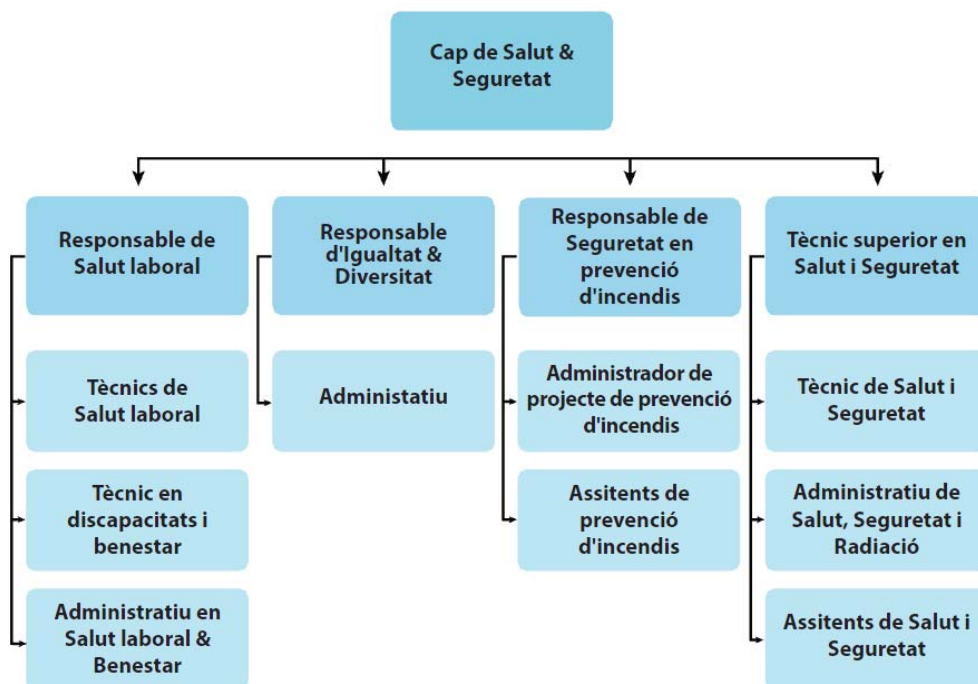 Cap de Salut &
Seguretat
Responsable de
Salut laboral
Responsable
d'Igualtat &
Diversitat
Responsable de
Seguretat en
prevenció
d'incendis
Tècnic superior en
Salut i Seguretat
Tècnics de
Salut laboral
Administatiu
Administrador de
projecte de prevenció
d'incendis
Tècnic de Salut i
Seguretat
Tècnic en
discapacitats i
benestar
Assitents de
prevenció
d'incendis
Administratiu de
Salut, Seguretat i
Radiació
Administratiu en
Salut laboral &
Benestar
Assitents de Salut i
Seguretat